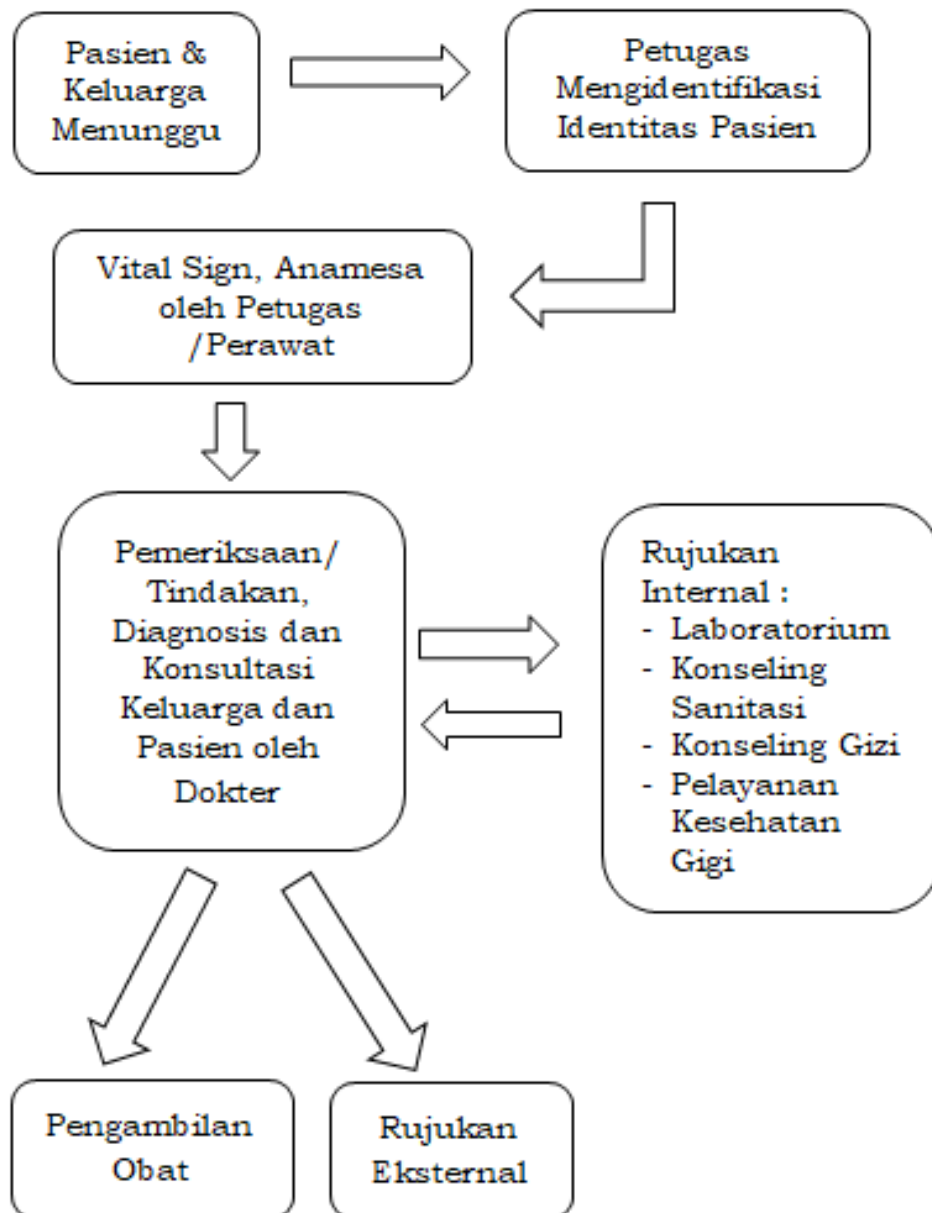 Pasien &
Keluarga
Menunggu
Petugas
Mengidentifikasi
Identitas Pasien
Vital Sign, Anamesa
oleh Petugas
/Perawat
Pemeriksaan/
Tindakan,
Diagnosis dan
Konsultasi
Keluarga dan
Pasien oleh
Dokter
Rujukan
Internal :
- Laboratorium
- Konseling
Sanitasi
- Konseling Gizi
- Pelayanan
Kesehatan
Gigi
Pengambilan
Obat
Rujukan
Eksternal